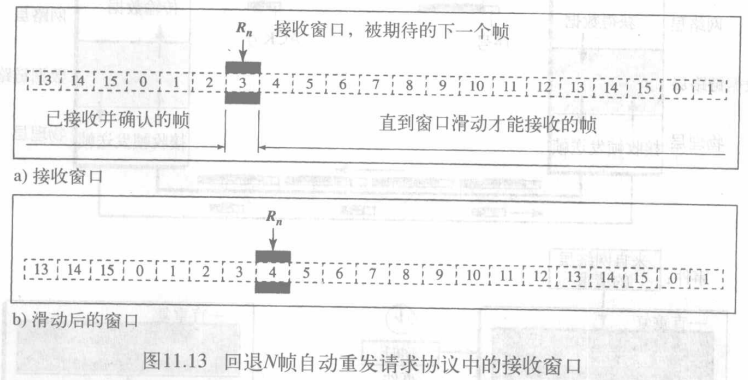 Rn 接收窗口，被期待的下一个帧
13 14 15 0 1 2 3 4 5 6 7 8 9 10 11 12 13 14 15 0 1
已接收并确认的帧 直到窗口滑动才能接收的帧
a) 接收窗口
Rn
13 14 15 0 1 2 3 4 5 6 7 8 9 10 11 12 13 14 15 0 1
b) 滑动后的窗口
图11.13 回退N帧自动重发请求协议中的接收窗口